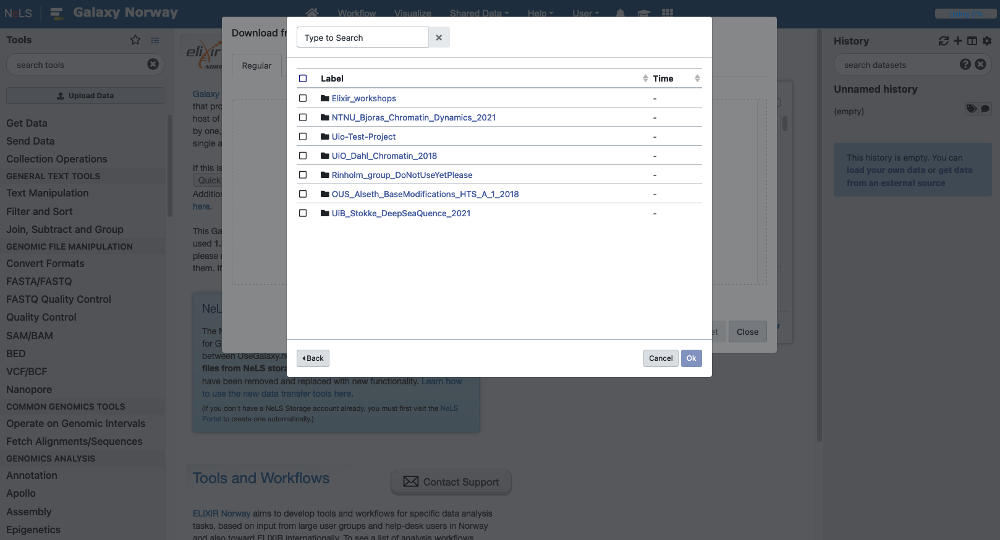 NeLS
Galaxy Norway
Workflow
Visualize
Shared Data
Help
User
Using 0%
Tools
search tools
Upload Data
Get Data
Send Data
Collection Operations
GENERAL TEXT TOOLS
Text Manipulation
Filter and Sort
Join, Subtract and Group
GENOMIC FILE MANIPULATION
Convert Formats
FASTA/FASTQ
FASTQ Quality Control
Quality Control
SAM/BAM
BED
VCF/BCF
Nanopore
COMMON GENOMICS TOOLS
Operate on Genomic Intervals
Fetch Alignments/Sequences
GENOMICS ANALYSIS
Annotation
Apollo
Assembly
Epigenetics
elixir
Galaxy
host of
by one,
single
If this is
Quick
here.
This
used 1.
please
them. If
Download
Regular
Type to Search
Label
Time
Elixir_workshops
-
NTNU_Bjoras_Chromatin_Dynamics_2021
-
Uio-Test-Project
-
UiO_Dahl_Chromatin_2018
-
Rinholm_group_DoNotUseYetPlease
-
OUS_Alseth_BaseModifications_HTS_A_1_2018
-
UiB_Stokke_DeepSeaQuence_2021
-
Back
Cancel
Ok
Close
The
for
between UseGalaxy.no
files from NeLS
have been removed and replaced with new functionality. Learn how
to use the new data transfer tools here.
(If you don't have a NeLS Storage account already, you must first visit the NeLS
Portal to create one automatically.)
Tools and Workflows
Contact Support
ELIXIR Norway aims to develop tools and workflows for specific data analysis
tasks, based on input from large user groups and help-desk users in Norway
and also toward ELIXIR internationally. To see a list of analysis workflows
History
search datasets
Unnamed history
(empty)
This history is empty. You can
load your own data or get data
from an external source